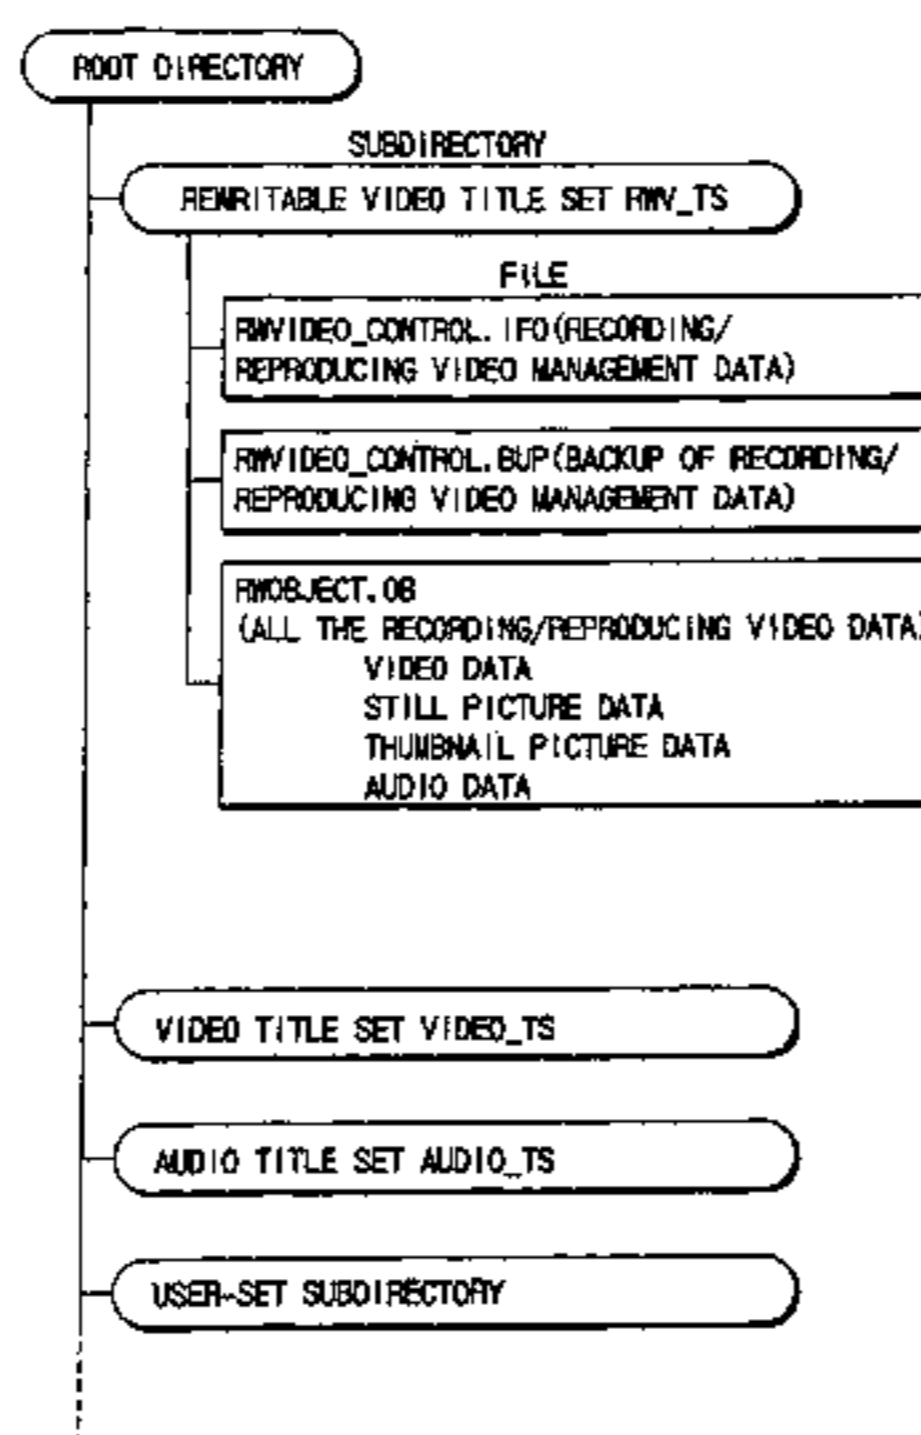 ROOT DIRECTORY
SUBDIRECTORY
REWRITABLE VIDEO TITLE SET RWV_TS
FILE
RWVIDEO_CONTROL.IFO(RECORDING/
REPRODUCING VIDEO MANAGEMENT DATA)
RWVIDEO_CONTROL.BUP(BACKUP OF RECORDING/
REPRODUCING VIDEO MANAGEMENT DATA)
RWOBJECT.OB
(ALL THE RECORDING/REPRODUCING VIDEO DATA)
VIDEO DATA
STILL PICTURE DATA
THUMBNAIL PICTURE DATA
AUDIO DATA
VIDEO TITLE SET VIDEO_TS
AUDIO TITLE SET AUDIO_TS
USER-SET SUBDIRECTORY